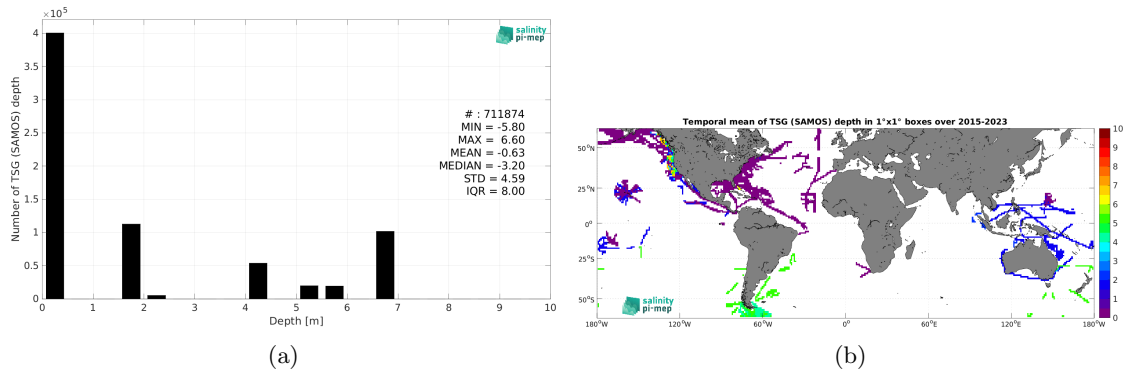 ×10⁵
4
3.5
3
2.5
2
1.5
1
0.5
0
Number of TSG (SAMOS) depth
salinity
pi-mep
# : 711874
MIN = -5.80
MAX = 6.60
MEAN = -0.63
MEDIAN = -3.20
STD = 4.59
IQR = 8.00
0 1 2 3 4 5 6 7 8 9 10
Depth [m]
(a)
Temporal mean of TSG (SAMOS) depth in 1°x1° boxes over 2015-2023
50°N
25°N
0°
25°S
50°S
salinity
pi-mep
180°W 120°W 60°W 0° 60°E 120°E 180°W
10
9
8
7
6
5
4
3
2
1
0
(b)